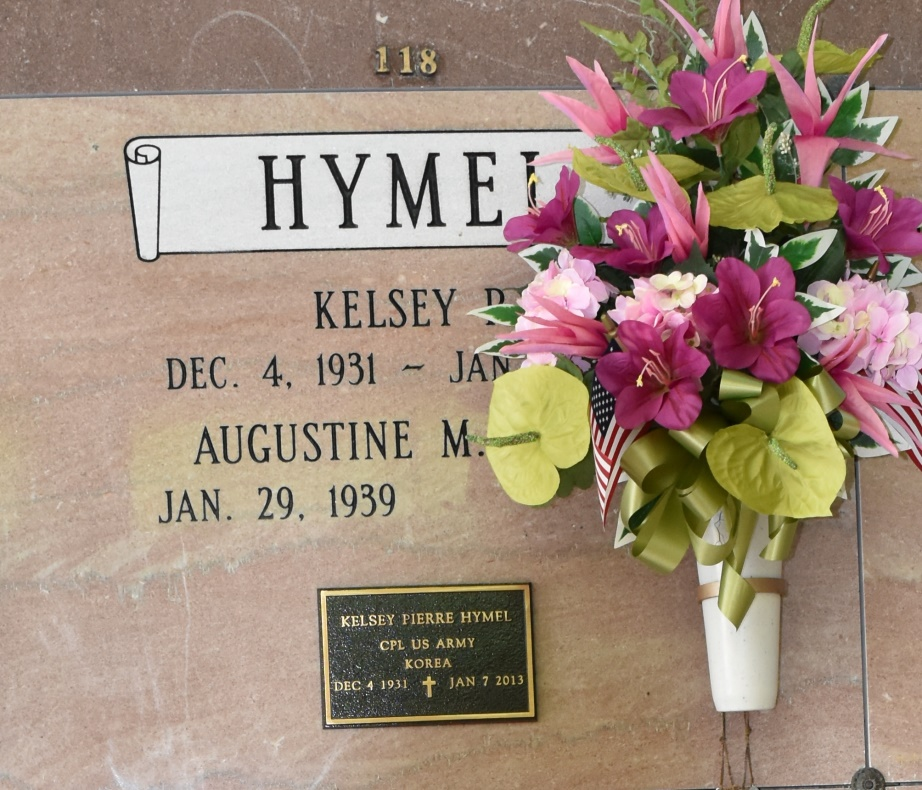 118
HYMEL
KELSEY P
DEC. 4, 1931 ~ JAN
AUGUSTINE M.
JAN. 29, 1939
KELSEY PIERRE HYMEL
CPL US ARMY
KOREA
DEC 4 1931 JAN 7 2013